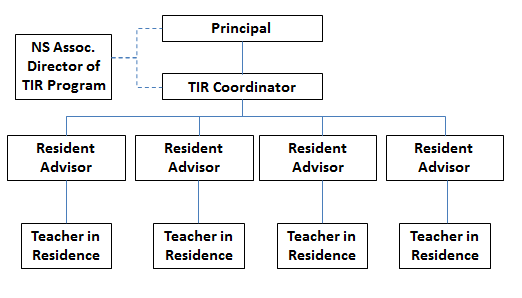 Principal
NS Assoc.
Director of
TIR Program
TIR Coordinator
Resident
Advisor
Resident
Advisor
Resident
Advisor
Resident
Advisor
Teacher in
Residence
Teacher in
Residence
Teacher in
Residence
Teacher in
Residence